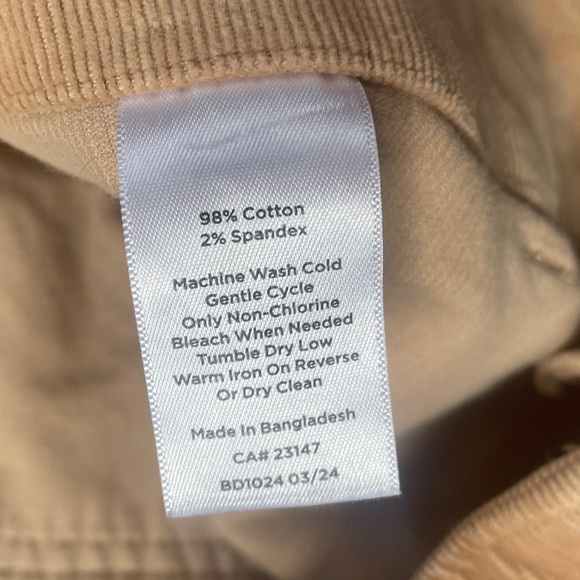 98% Cotton
2% Spandex
Machine Wash Cold
Gentle Cycle
Only Non-Chlorine
Bleach When Needed
Tumble Dry Low
Warm Iron On Reverse
Or Dry Clean
Made In Bangladesh
CA# 23147
BD1024 03/24